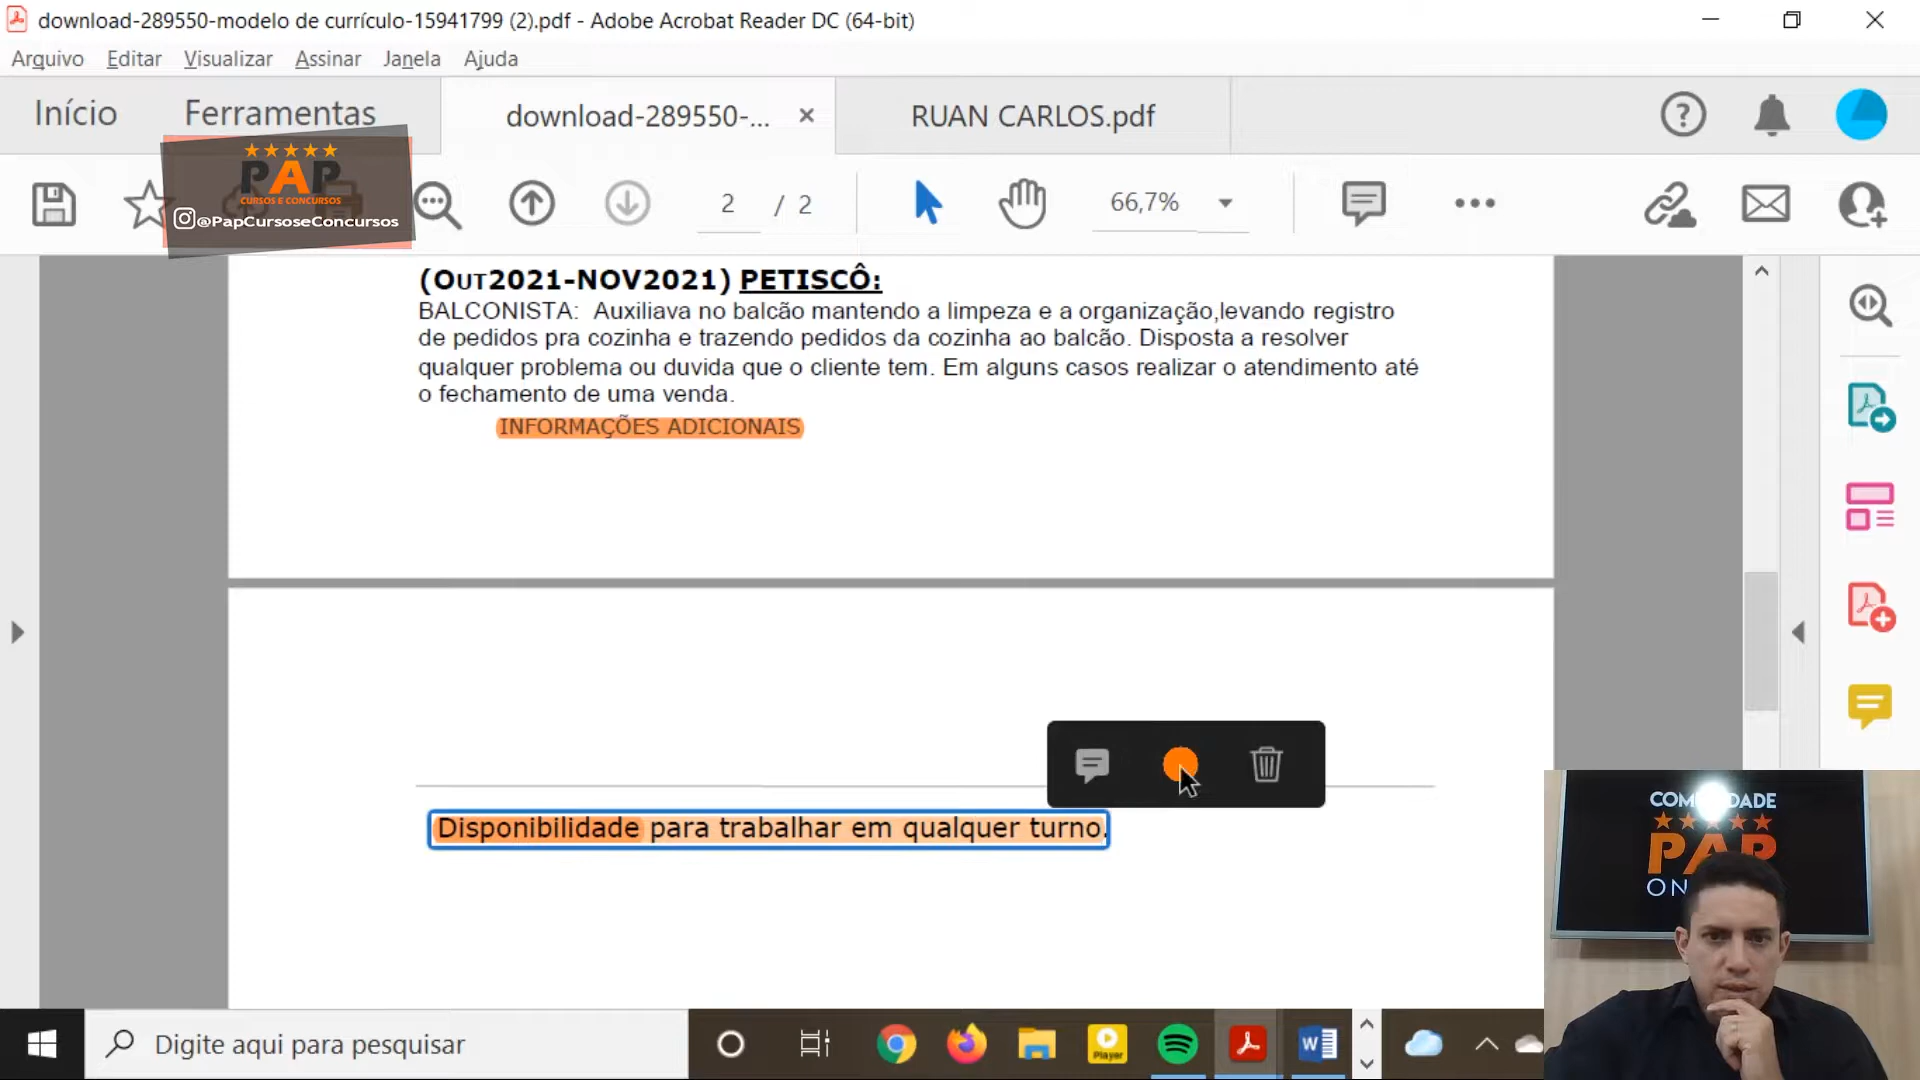 download-289550-modelo de currículo-15941799 (2).pdf - Adobe Acrobat Reader DC (64-bit)
Arquivo Editar Visualizar Assinar Janela Ajuda
Início Ferramentas download-289550-... RUAN CARLOS.pdf
PAP
CURSOS E CONCURSOS
@PapCursoseConcursos
2 / 2 66,7%
(OUT2021-NOV2021) PETISCÔ:
BALCONISTA: Auxiliava no balcão mantendo a limpeza e a organização,levando registro
de pedidos pra cozinha e trazendo pedidos da cozinha ao balcão. Disposta a resolver
qualquer problema ou duvida que o cliente tem. Em alguns casos realizar o atendimento até
o fechamento de uma venda.
INFORMAÇÕES ADICIONAIS
Disponibilidade para trabalhar em qualquer turno.
PAP
Digite aqui para pesquisar
Player